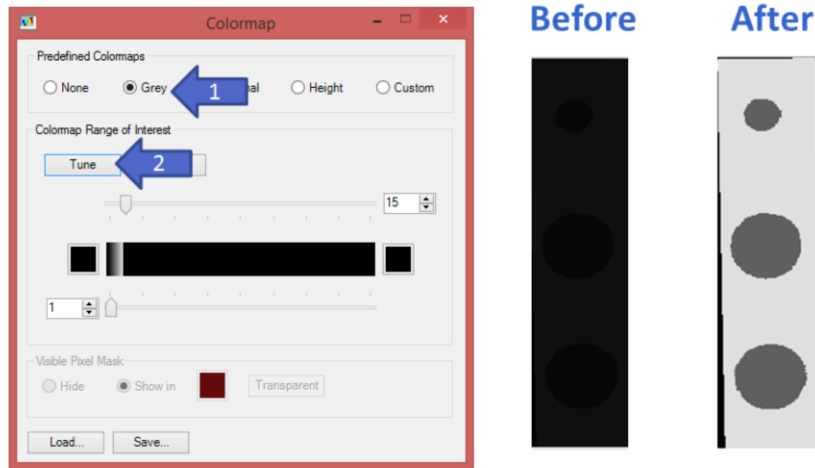 Colormap
Before
After
Predefined Colormaps
None
Grey
1
Height
Custom
Colormap Range of Interest
Tune
2
15
1
Visible Pixel Mask
Hide
Show in
Transparent
Load...
Save...